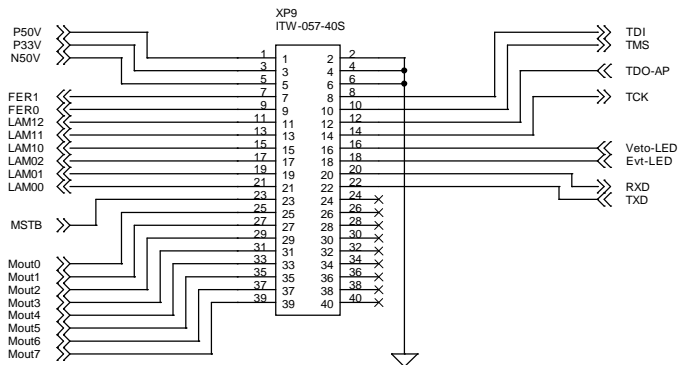 XP9
ITW-057-40S
P50V
P33V
N50V
FER1
FER0
LAM12
LAM11
LAM10
LAM02
LAM01
LAM00
MSTB
Mout0
Mout1
Mout2
Mout3
Mout4
Mout5
Mout6
Mout7
1 1 2 2
3 3 4 4
5 5 6 6
7 7 8 8
9 9 10 10
11 11 12 12
13 13 14 14
15 15 16 16
17 17 18 18
19 19 20 20
21 21 22 22
23 23 24 24
25 25 26 26
27 27 28 28
29 29 30 30
31 31 32 32
33 33 34 34
35 35 36 36
37 37 38 38
39 39 40 40
TDI
TMS
TDO-AP
TCK
Veto-LED
Evt-LED
RXD
TXD